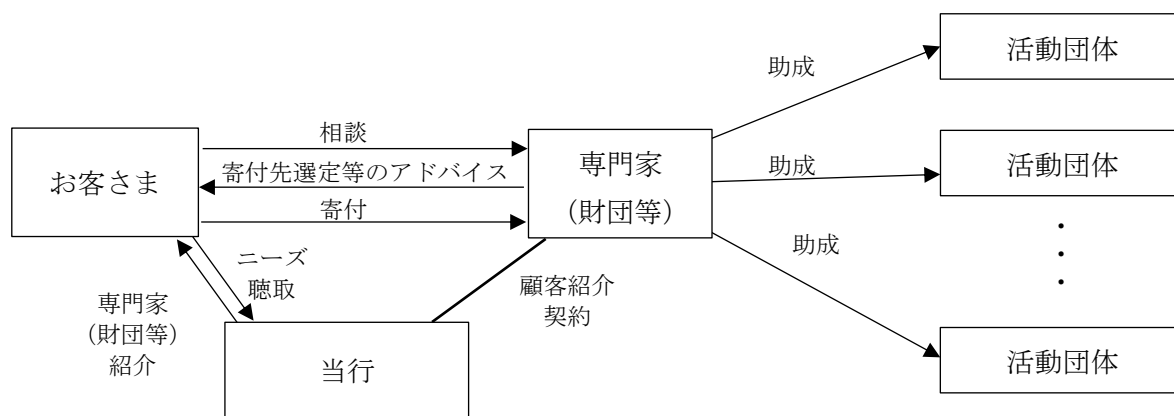 活動団体
助成
相談
お客さま
寄付先選定等のアドバイス
寄付
専門家
(財団等)
助成
活動団体
・
・
・
助成
ニーズ
聴取
専門家
(財団等)
紹介
顧客紹介
契約
当行
活動団体